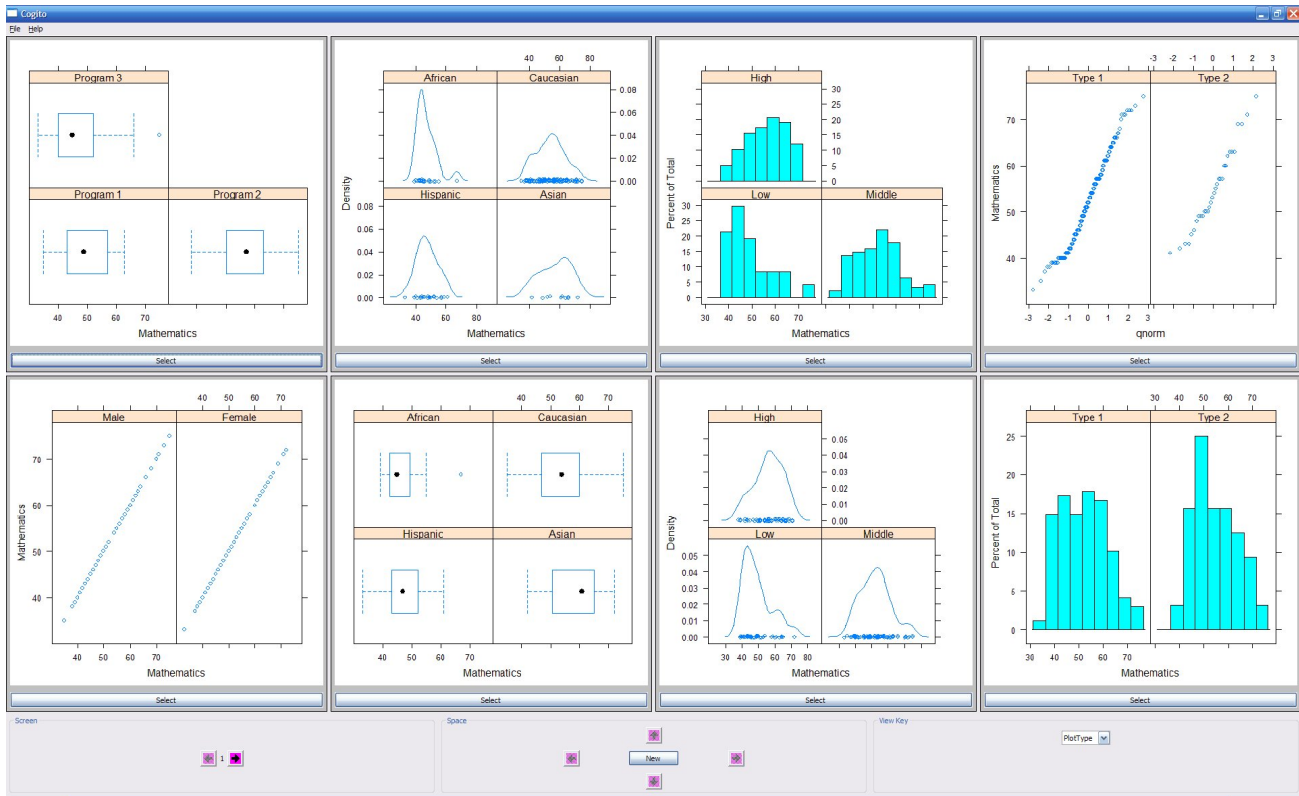 Cogito
File Help
Program 3
Program 1 Program 2
40 50 60 70
Mathematics
Select
40 60 80
African Caucasian
0.08
0.06
0.04
0.02
0.00
Density
Hispanic Asian
0.08
0.06
0.04
0.02
0.00
40 60 80
Mathematics
Select
High
30
25
20
15
10
5
0
Percent of Total
Low Middle
30
25
20
15
10
5
0
30 40 50 60 70
Mathematics
Select
-3 -2 -1 0 1 2 3
Type 1 Type 2
Mathematics
70
60
50
40
-3 -2 -1 0 1 2 3
qnorm
Select
40 50 60 70
Male Female
Mathematics
70
60
50
40
40 50 60 70
Mathematics
Select
40 50 60 70
African Caucasian
Hispanic Asian
40 50 60 70
Mathematics
Select
High
0.05
0.04
0.03
0.02
0.01
0.00
Density
Low Middle
0.05
0.04
0.03
0.02
0.01
0.00
30 40 50 60 70 80
Mathematics
Select
30 40 50 60 70
Type 1 Type 2
Percent of Total
25
20
15
10
5
0
30 40 50 60 70
Mathematics
Select
Screen
1
Space
New
View Key
PlotType